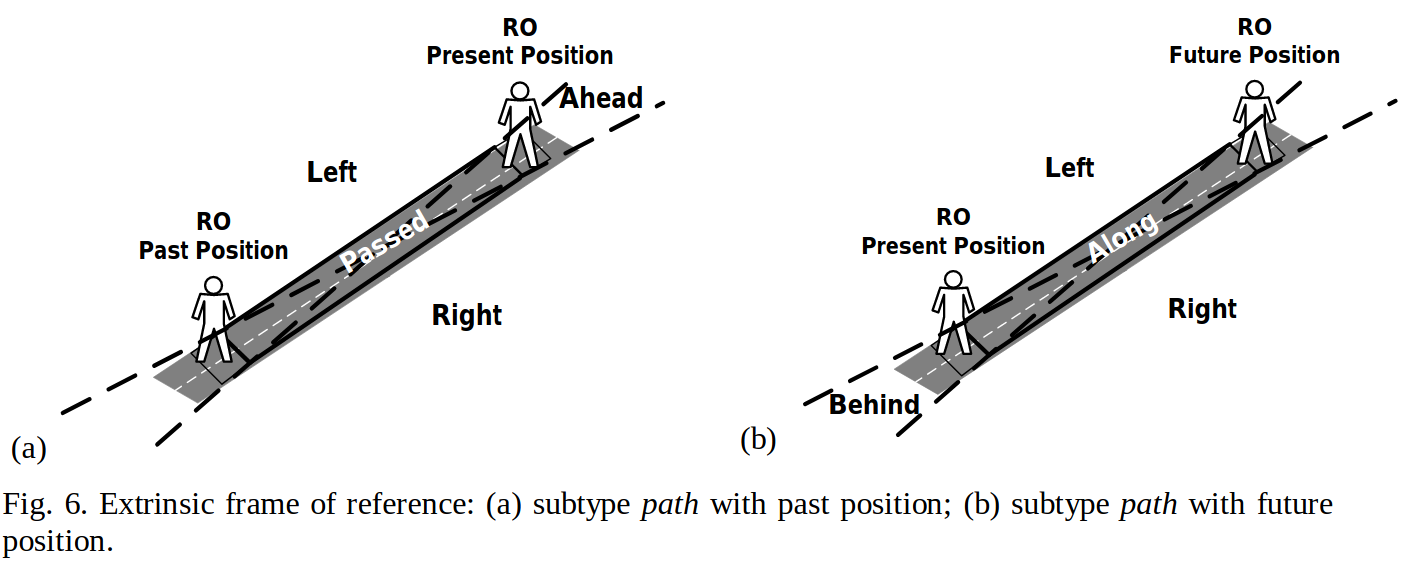 RO
Present Position
Ahead
Left
RO
Past Position
Passed
Right
(a)
RO
Future Position
Left
RO
Present Position
Along
Right
Behind
(b)
Fig. 6. Extrinsic frame of reference: (a) subtype path with past position; (b) subtype path with future
position.